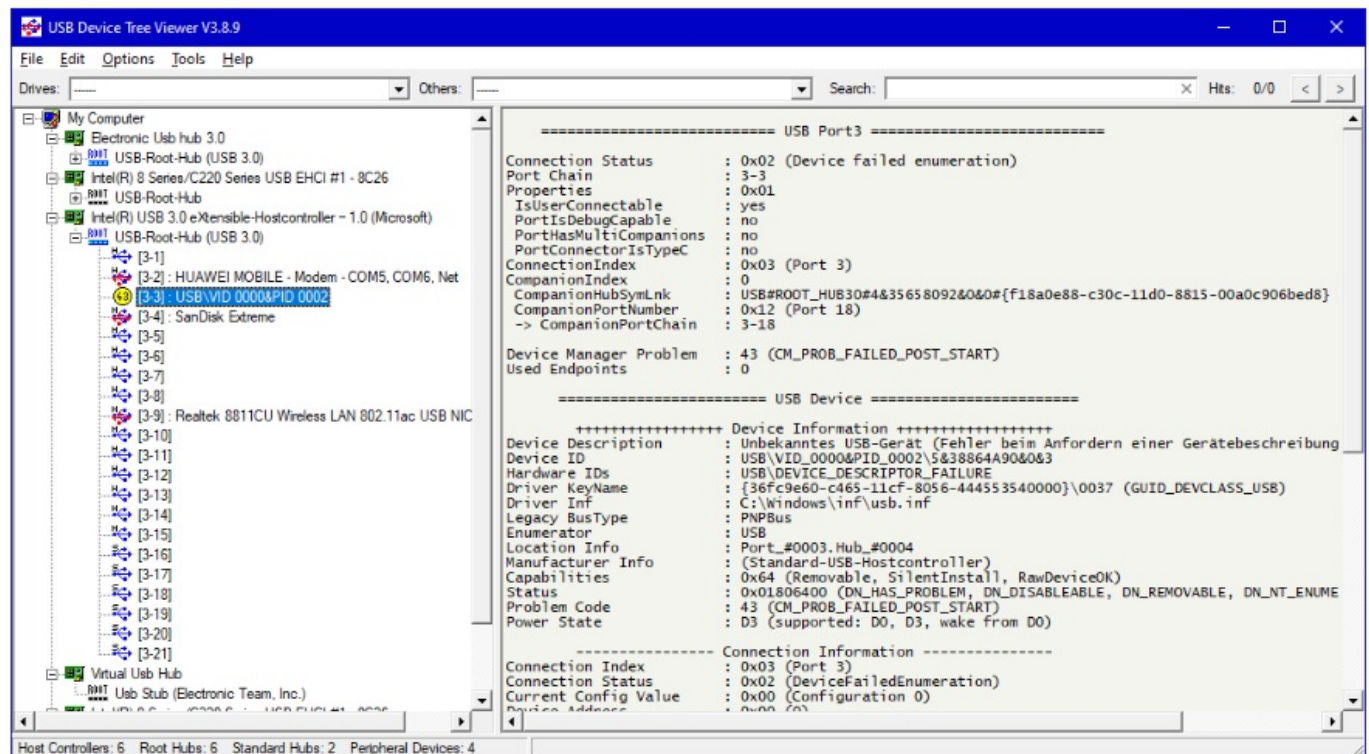 USB Device Tree Viewer V3.8.9
File Edit Options Tools Help
Drives: ------ Others: ------ Search: Hits: 0/0 < >
My Computer
Electronic Usb hub 3.0
USB-Root-Hub (USB 3.0)
Intel(R) 8 Series/C220 Series USB EHCI #1 - 8C26
USB-Root-Hub
Intel(R) USB 3.0 eXtensible-Hostcontroller – 1.0 (Microsoft)
USB-Root-Hub (USB 3.0)
[3-1]
[3-2] : HUAWEI MOBILE - Modem - COM5, COM6, Net
[3-3] : USB\VID 0000&PID 0002
[3-4] : SanDisk Extreme
[3-5]
[3-6]
[3-7]
[3-8]
[3-9] : Realtek 8811CU Wireless LAN 802.11ac USB NIC
[3-10]
[3-11]
[3-12]
[3-13]
[3-14]
[3-15]
[3-16]
[3-17]
[3-18]
[3-19]
[3-20]
[3-21]
Virtual Usb Hub
Usb Stub (Electronic Team, Inc.)
=========================== USB Port3 ===========================
Connection Status : 0x02 (Device failed enumeration)
Port Chain : 3-3
Properties : 0x01
IsUserConnectable : yes
PortIsDebugCapable : no
PortHasMultiCompanions : no
PortConnectorIsTypeC : no
ConnectionIndex : 0x03 (Port 3)
CompanionIndex : 0
CompanionHubSymLnk : USB#ROOT_HUB30#4&35658092&0&0#{f18a0e88-c30c-11d0-8815-00a0c906bed8}
CompanionPortNumber : 0x12 (Port 18)
-> CompanionPortChain : 3-18
Device Manager Problem : 43 (CM_PROB_FAILED_POST_START)
Used Endpoints : 0
======================== USB Device ========================
+++++++++++++++++ Device Information ++++++++++++++++++
Device Description : Unbekanntes USB-Gerät (Fehler beim Anfordern einer Gerätebeschreibung
Device ID : USB\VID_0000&PID_0002\5&38864A90&0&3
Hardware IDs : USB\DEVICE_DESCRIPTOR_FAILURE
Driver KeyName : {36fc9e60-c465-11cf-8056-444553540000}\0037 (GUID_DEVCLASS_USB)
Driver Inf : C:\Windows\inf\usb.inf
Legacy BusType : PNPBus
Enumerator : USB
Location Info : Port_#0003.Hub_#0004
Manufacturer Info : (Standard-USB-Hostcontroller)
Capabilities : 0x64 (Removable, SilentInstall, RawDeviceOK)
Status : 0x01806400 (DN_HAS_PROBLEM, DN_DISABLEABLE, DN_REMOVABLE, DN_NT_ENUME
Problem Code : 43 (CM_PROB_FAILED_POST_START)
Power State : D3 (supported: D0, D3, wake from D0)
---------------- Connection Information ---------------
Connection Index : 0x03 (Port 3)
Connection Status : 0x02 (DeviceFailedEnumeration)
Current Config Value : 0x00 (Configuration 0)
Device Address : 0x00 (0)
Host Controllers: 6 Root Hubs: 6 Standard Hubs: 2 Peripheral Devices: 4